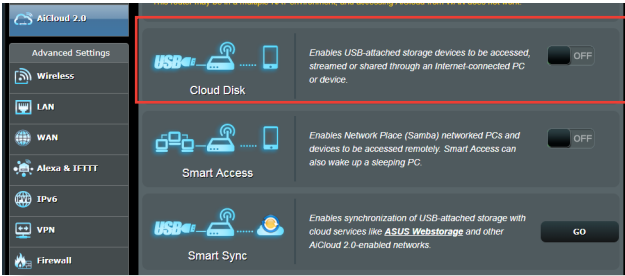 AiCloud 2.0
Advanced Settings
Wireless
LAN
WAN
Alexa & IFTTT
IPv6
VPN
Firewall
USB
Cloud Disk
Enables USB-attached storage devices to be accessed,
streamed or shared through an Internet-connected PC
or device.
OFF
Smart Access
Enables Network Place (Samba) networked PCs and
devices to be accessed remotely. Smart Access can
also wake up a sleeping PC.
OFF
USB
Smart Sync
Enables synchronization of USB-attached storage with
cloud services like ASUS Webstorage and other
AiCloud 2.0-enabled networks.
GO